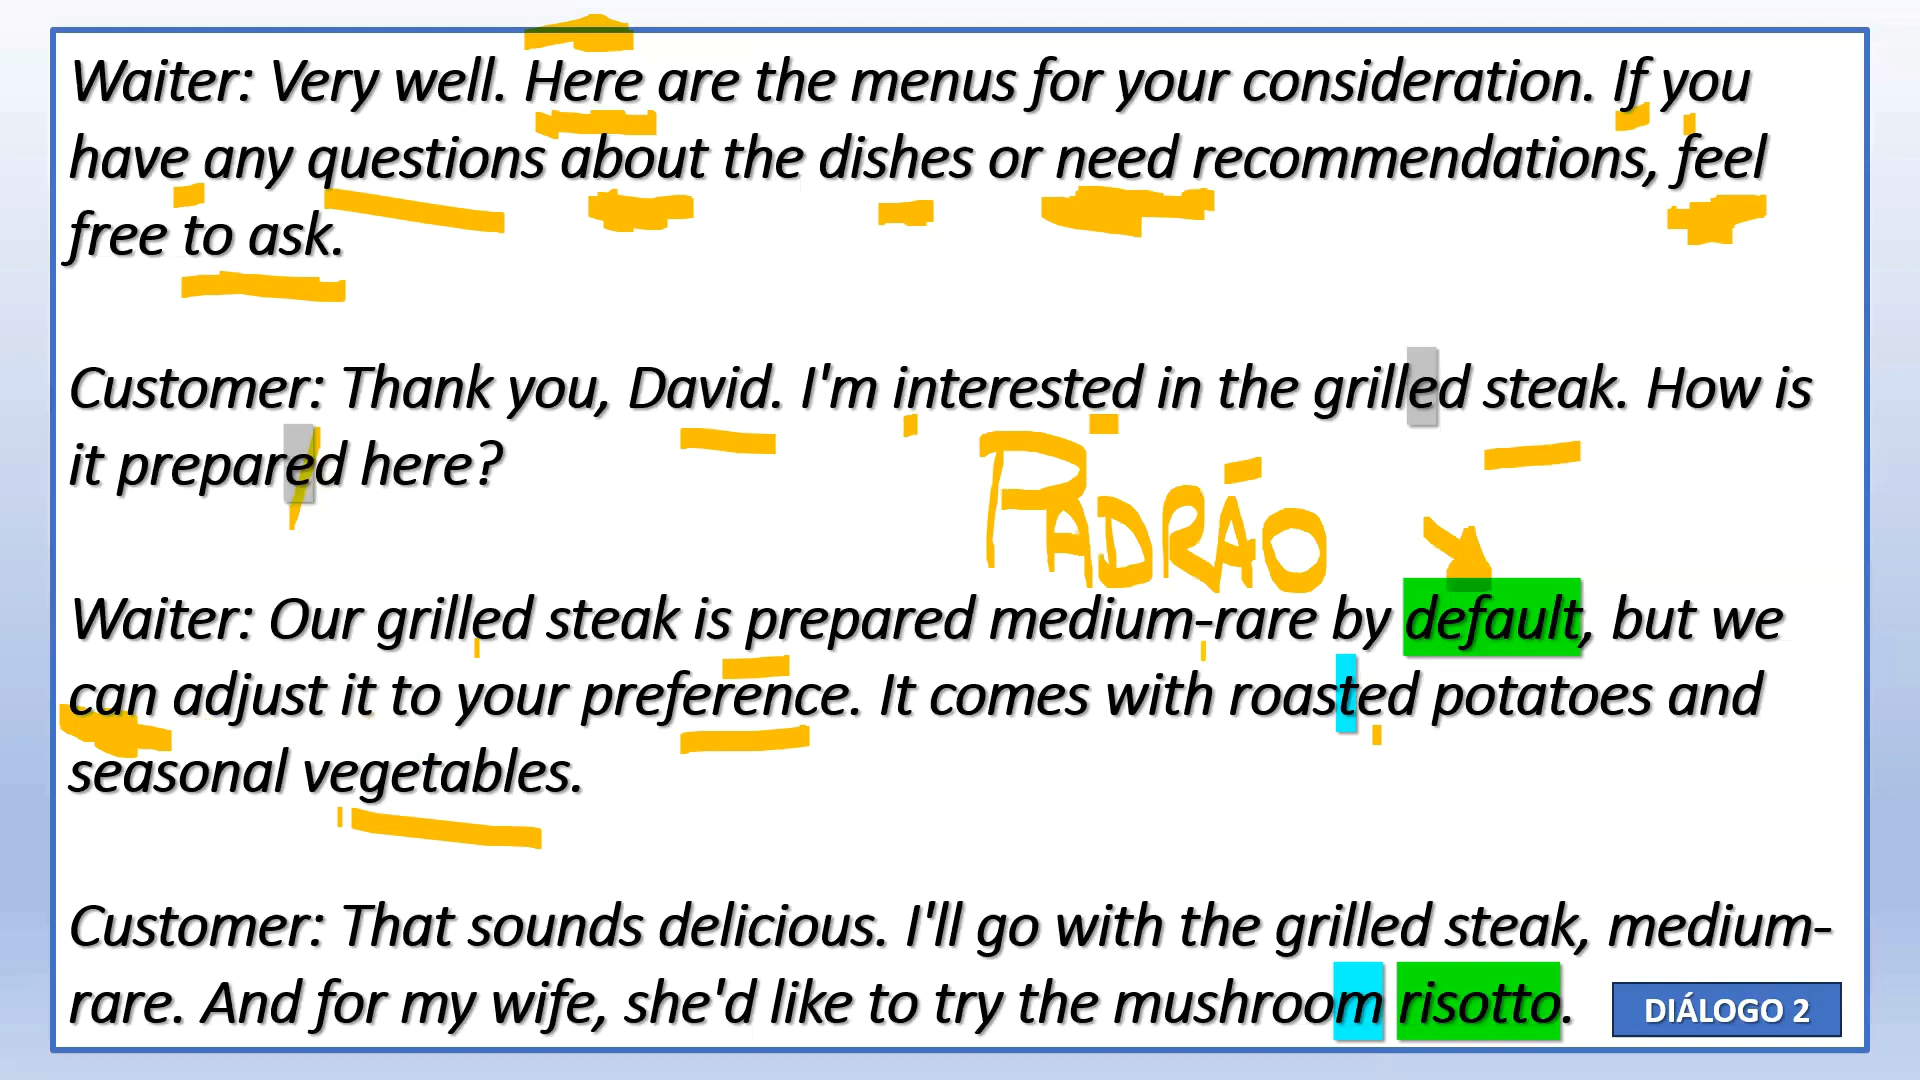 Waiter: Very well. Here are the menus for your consideration. If you
have any questions about the dishes or need recommendations, feel
free to ask.
Customer: Thank you, David. I'm interested in the grilled steak. How is
it prepared here?
PADRÃO
Waiter: Our grilled steak is prepared medium-rare by default, but we
can adjust it to your preference. It comes with roasted potatoes and
seasonal vegetables.
Customer: That sounds delicious. I'll go with the grilled steak, medium-
rare. And for my wife, she'd like to try the mushroom risotto.
DIÁLOGO 2